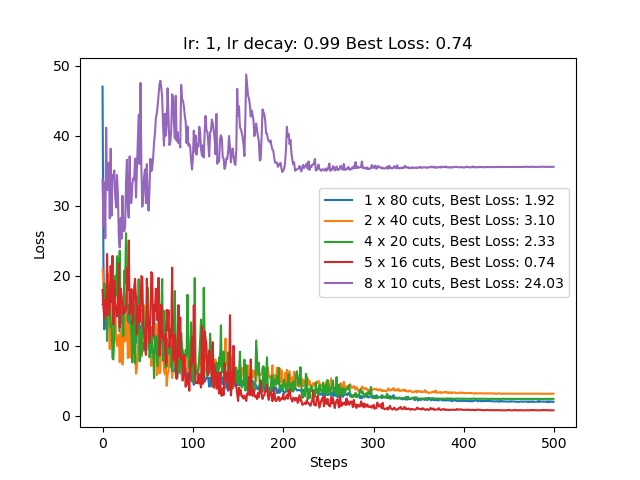 lr: 1, lr decay: 0.99 Best Loss: 0.74
50
40
30
20
10
0
Loss
1 x 80 cuts, Best Loss: 1.92
2 x 40 cuts, Best Loss: 3.10
4 x 20 cuts, Best Loss: 2.33
5 x 16 cuts, Best Loss: 0.74
8 x 10 cuts, Best Loss: 24.03
0 100 200 300 400 500
Steps